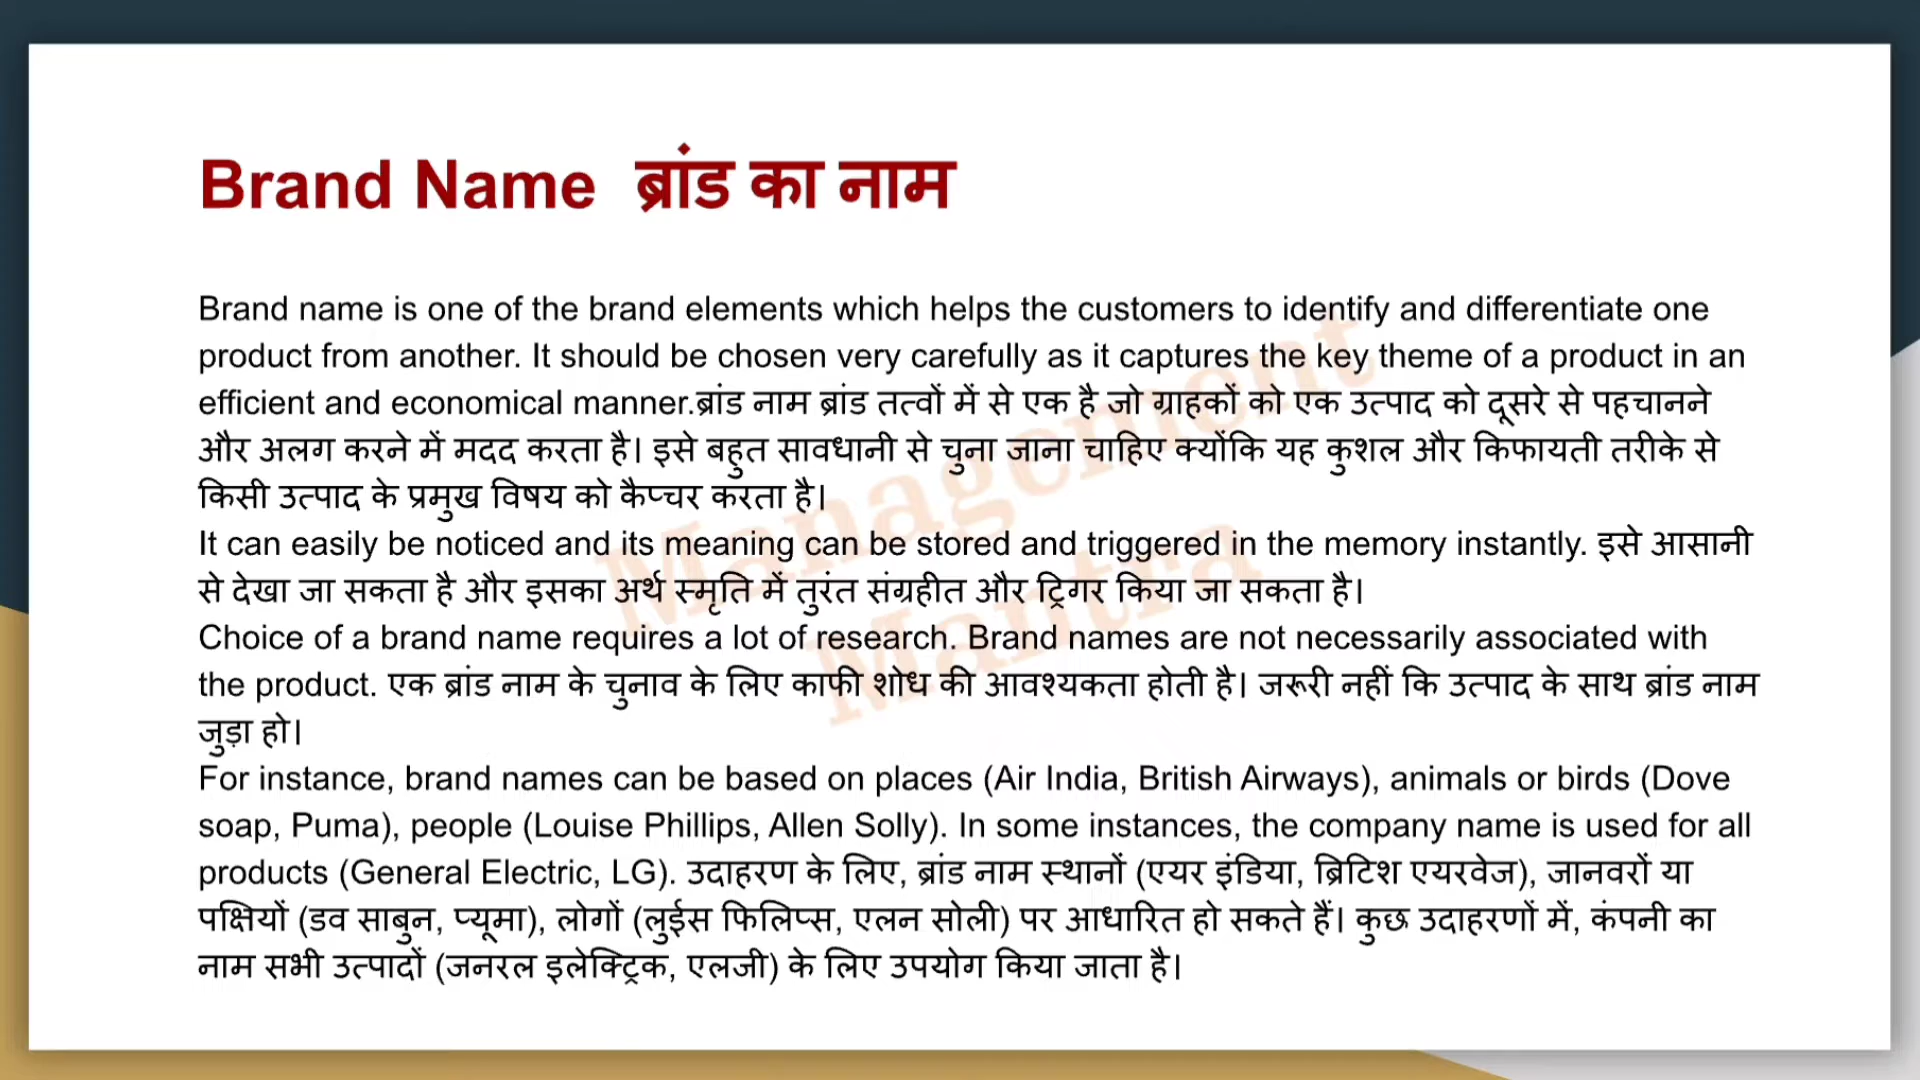 Brand Name ब्रांड का नाम
Brand name is one of the brand elements which helps the customers to identify and differentiate one
product from another. It should be chosen very carefully as it captures the key theme of a product in an
efficient and economical manner.ब्रांड नाम ब्रांड तत्वों में से एक है जो ग्राहकों को एक उत्पाद को दूसरे से पहचानने
और अलग करने में मदद करता है। इसे बहुत सावधानी से चुना जाना चाहिए क्योंकि यह कुशल और किफायती तरीके से
किसी उत्पाद के प्रमुख विषय को कैप्चर करता है।
It can easily be noticed and its meaning can be stored and triggered in the memory instantly. इसे आसानी
से देखा जा सकता है और इसका अर्थ स्मृति में तुरंत संग्रहीत और ट्रिगर किया जा सकता है।
Choice of a brand name requires a lot of research. Brand names are not necessarily associated with
the product. एक ब्रांड नाम के चुनाव के लिए काफी शोध की आवश्यकता होती है। जरूरी नहीं कि उत्पाद के साथ ब्रांड नाम
जुड़ा हो।
For instance, brand names can be based on places (Air India, British Airways), animals or birds (Dove
soap, Puma), people (Louise Phillips, Allen Solly). In some instances, the company name is used for all
products (General Electric, LG). उदाहरण के लिए, ब्रांड नाम स्थानों (एयर इंडिया, ब्रिटिश एयरवेज), जानवरों या
पक्षियों (डव साबुन, प्यूमा), लोगों (लुईस फिलिप्स, एलन सोली) पर आधारित हो सकते हैं। कुछ उदाहरणों में, कंपनी का
नाम सभी उत्पादों (जनरल इलेक्ट्रिक, एलजी) के लिए उपयोग किया जाता है।
Management
Mantra